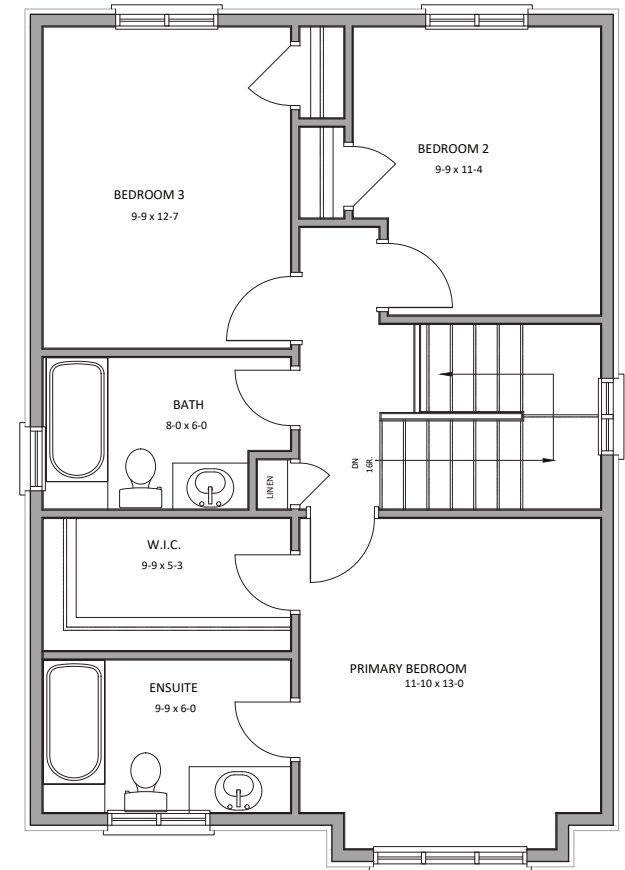 BEDROOM 2
9-9 x 11-4
BEDROOM 3
9-9 x 12-7
BATH
8-0 x 6-0
LINEN
DN
16R.
W.I.C.
9-9 x 5-3
PRIMARY BEDROOM
11-10 x 13-0
ENSUITE
9-9 x 6-0